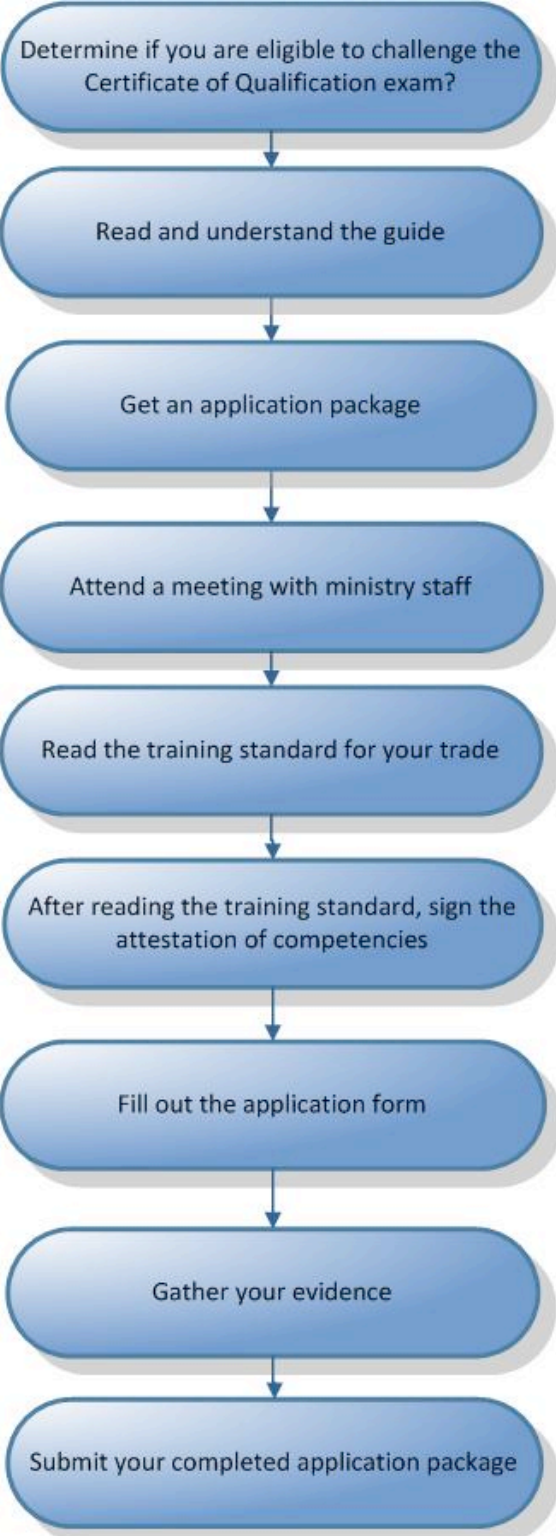 Determine if you are eligible to challenge the
Certificate of Qualification exam?
Read and understand the guide
Get an application package
Attend a meeting with ministry staff
Read the training standard for your trade
After reading the training standard, sign the
attestation of competencies
Fill out the application form
Gather your evidence
Submit your completed application package